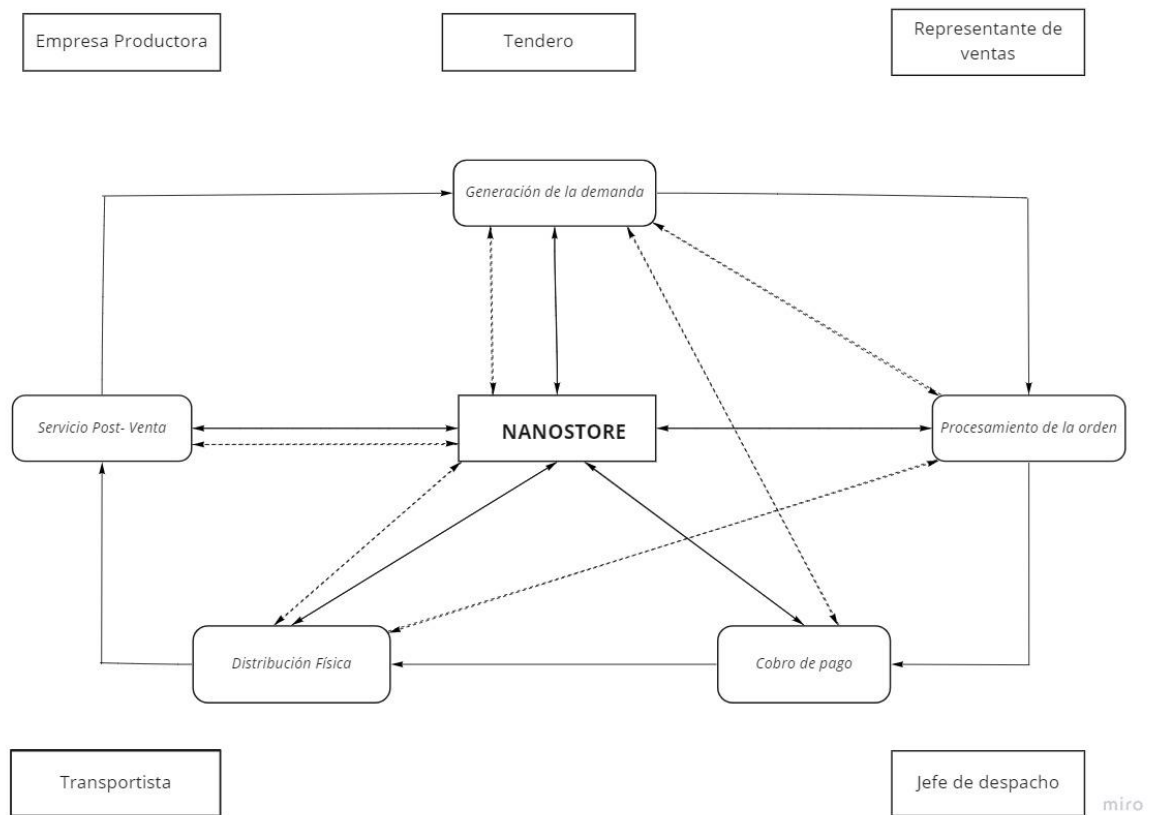 Empresa Productora
Tendero
Representante de
ventas
Generación de la demanda
Servicio Post- Venta
NANOSTORE
Procesamiento de la orden
Distribución Física
Cobro de pago
Transportista
Jefe de despacho
miro